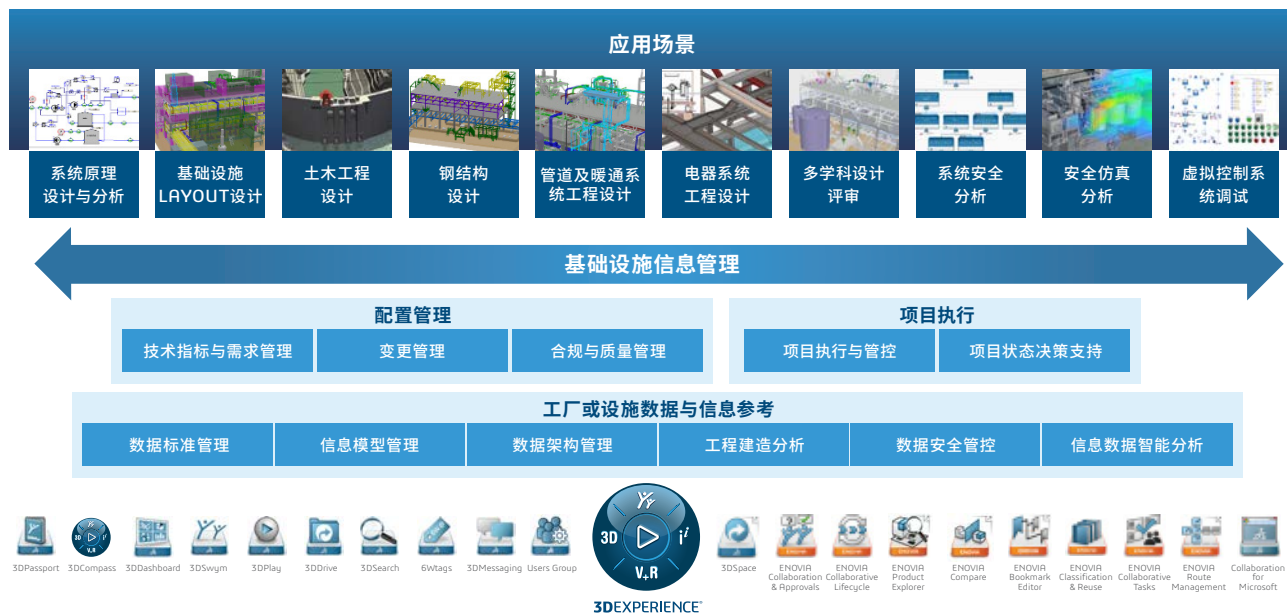 应用场景
系统原理
设计与分析
基础设施
LAYOUT设计
土木工程
设计
钢结构
设计
管道及暖通系
统工程设计
电器系统
工程设计
多学科设计
评审
系统安全
分析
安全仿真
分析
虚拟控制系
统调试
基础设施信息管理
配置管理
技术指标与需求管理
变更管理
合规与质量管理
项目执行
项目执行与管控
项目状态决策支持
工厂或设施数据与信息参考
数据标准管理
信息模型管理
数据架构管理
工程建造分析
数据安全管控
信息数据智能分析
3DPassport
3D
i
V+R
3DCompass
3DDashboard
3DSwym
3DPlay
3DDrive
3DSearch
6Wtags
3DMessaging
Users Group
3D
i
V+R
3DEXPERIENCE
3DSpace
ENOVIA
ENOVIA
Collaboration
& Approvals
ENOVIA
ENOVIA
Collaborative
Lifecycle
ENOVIA
ENOVIA
Product
Explorer
ENOVIA
ENOVIA
Compare
ENOVIA
ENOVIA
Bookmark
Editor
ENOVIA
ENOVIA
Classification
& Reuse
ENOVIA
ENOVIA
Collaborative
Tasks
ENOVIA
ENOVIA
Route
Management
Collaboration
for
Microsoft